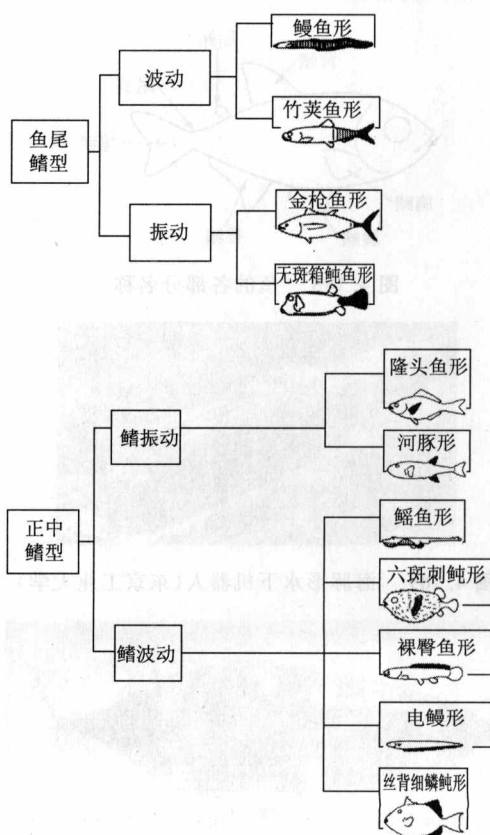 鳗鱼形
波动
竹荚鱼形
鱼尾
鳍型
振动
金枪鱼形
无斑箱鲀鱼形
隆头鱼形
鳍振动
河豚形
正中
鳍型
鳐鱼形
六斑刺鲀形
鳍波动
裸臀鱼形
电鳗形
丝背细鳞鲀形